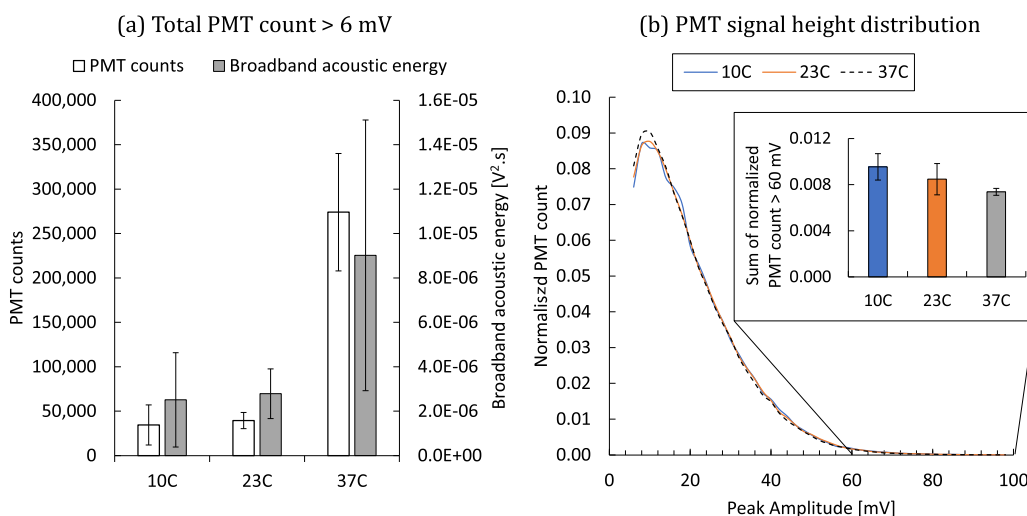 (a) Total PMT count > 6 mV
PMT counts
Broadband acoustic energy
400,000
350,000
300,000
250,000
200,000
150,000
100,000
50,000
0
PMT counts
1.6E-05
1.4E-05
1.2E-05
1.0E-05
8.0E-06
6.0E-06
4.0E-06
2.0E-06
0.0E+00
Broadband acoustic energy [V².s]
10C
23C
37C
(b) PMT signal height distribution
10C
23C
37C
0.10
0.09
0.08
0.07
0.06
0.05
0.04
0.03
0.02
0.01
0.00
Normaliszd PMT count
0
20
40
60
80
100
Peak Amplitude [mV]
Sum of normalized
PMT count > 60 mV
0.012
0.008
0.004
0.000
10C
23C
37C